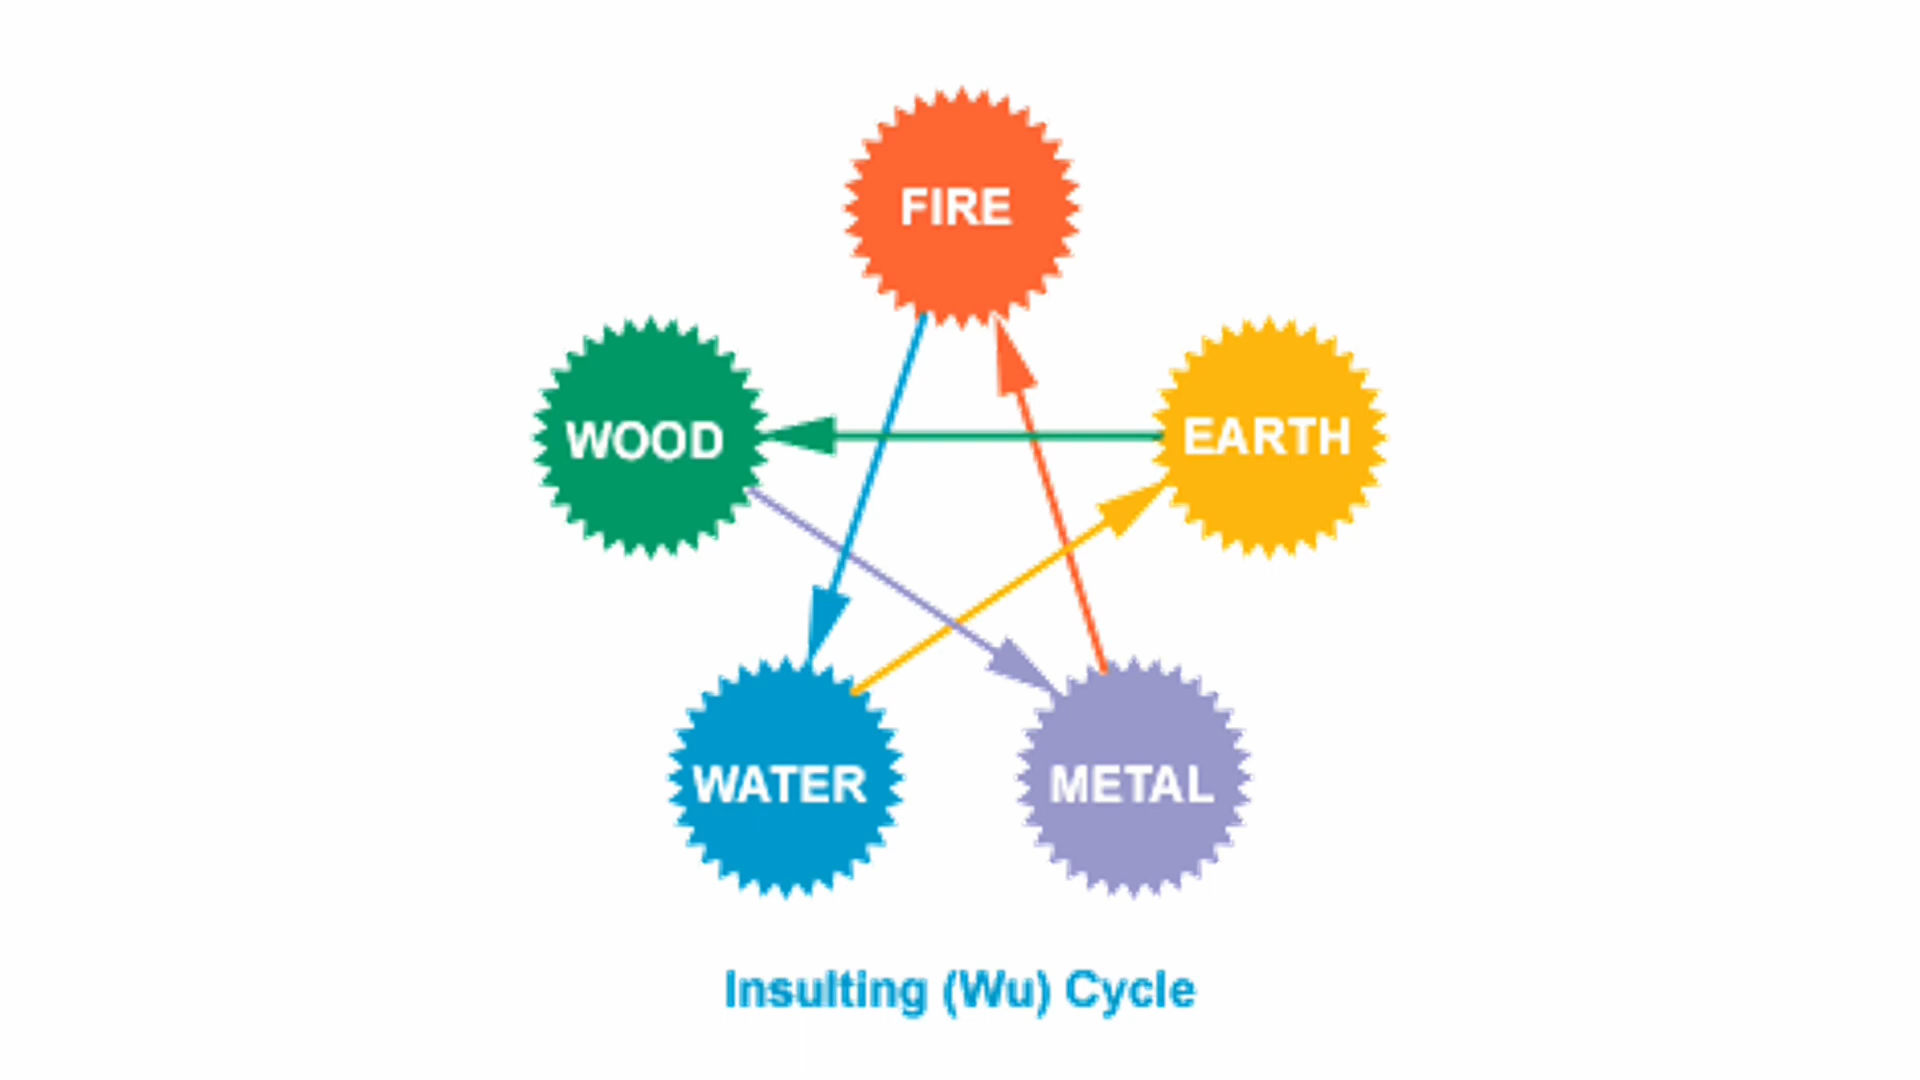 FIRE
WOOD
EARTH
WATER
METAL
Insulting (Wu) Cycle